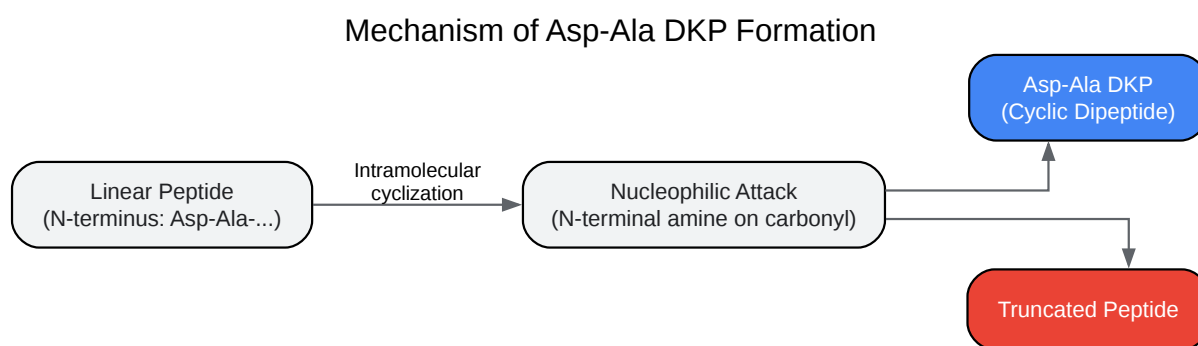 Mechanism of Asp-Ala DKP Formation
Asp-Ala DKP
(Cyclic Dipeptide)
Linear Peptide
(N-terminus: Asp-Ala-...)
Intramolecular
cyclization
Nucleophilic Attack
(N-terminal amine on carbonyl)
Truncated Peptide